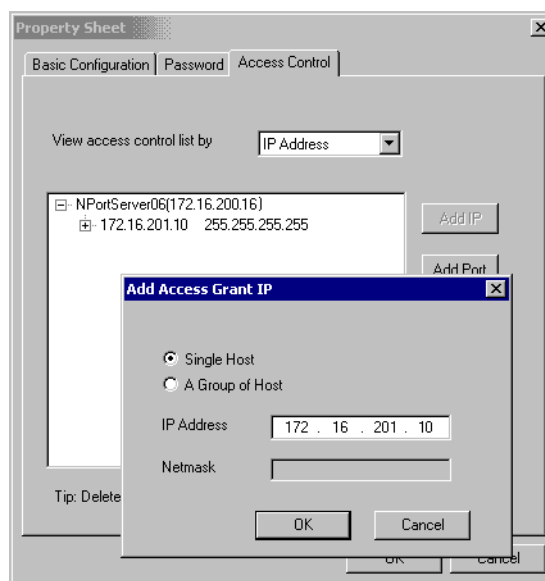 Property Sheet
Basic Configuration Password Access Control
View access control list by IP Address
NPortServer06(172.16.200.16)
172.16.201.10 255.255.255.255
Add IP
Add Port
Add Access Grant IP
Single Host
A Group of Host
IP Address 172 . 16 . 201 . 10
Netmask
Tip: Delete
OK Cancel
OK Cancel